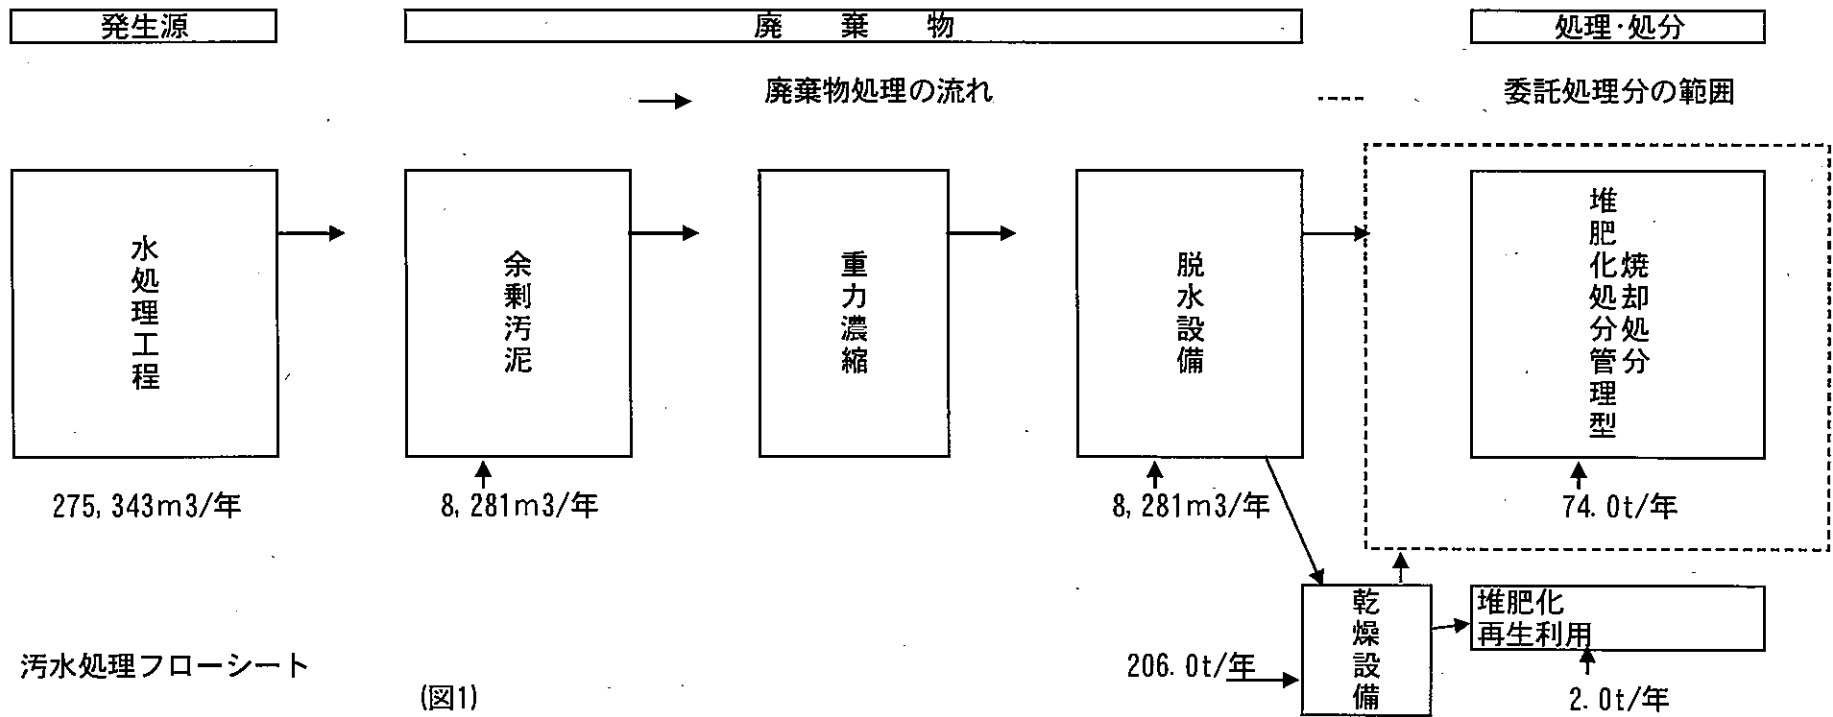 発生源
廃 棄 物
処理・処分
廃棄物処理の流れ
委託処理分の範囲
水処理工程
余剰汚泥
重力濃縮
脱水設備
堆肥化処分管理型
焼却処分
275,343m3/年
8,281m3/年
8,281m3/年
74.0t/年
乾燥設備
堆肥化
再生利用
汚水処理フローシート
(図1)
206.0t/年
2.0t/年